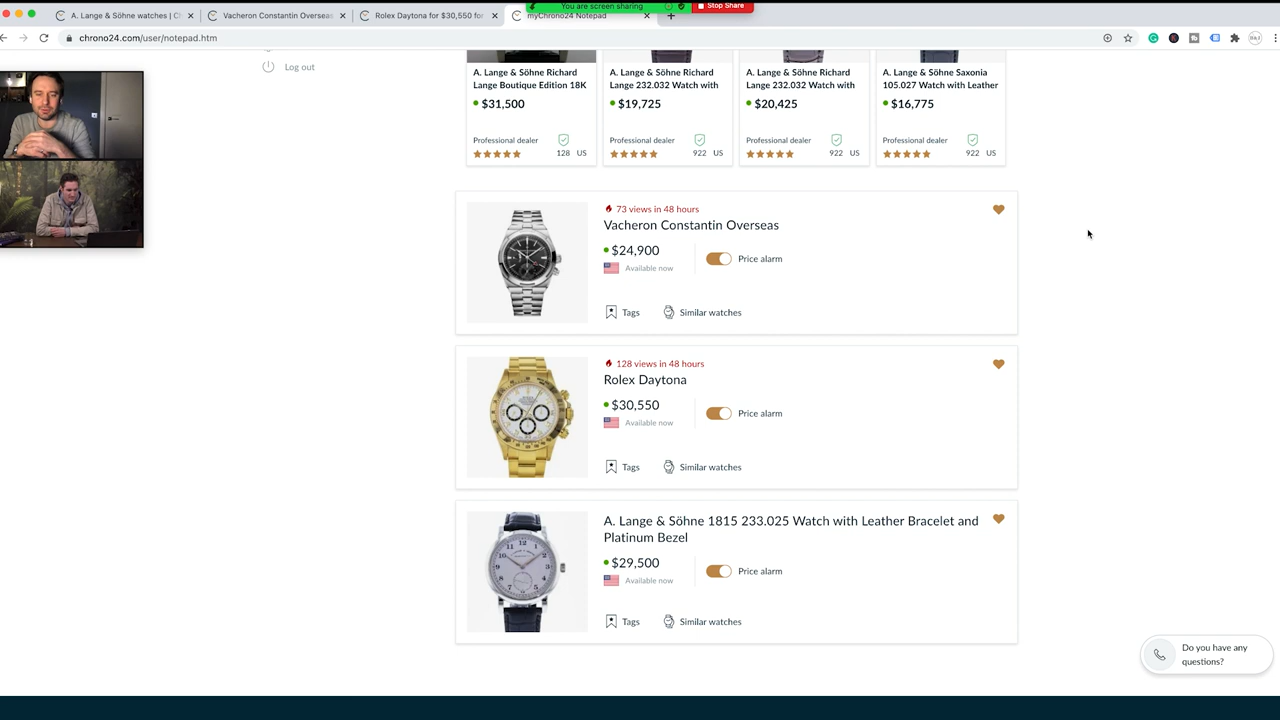 You are screen sharing
Stop Share
A. Lange & Söhne watches | C
Vacheron Constantin Overseas
Rolex Daytona for $30,550 for
myChrono24 Notepad
chrono24.com/user/notepad.htm
Log out
A. Lange & Söhne Richard
Lange Boutique Edition 18K
$31,500
Professional dealer
128 US
A. Lange & Söhne Richard
Lange 232.032 Watch with
$19,725
Professional dealer
922 US
A. Lange & Söhne Richard
Lange 232.032 Watch with
$20,425
Professional dealer
922 US
A. Lange & Söhne Saxonia
105.027 Watch with Leather
$16,775
Professional dealer
922 US
73 views in 48 hours
Vacheron Constantin Overseas
$24,900
Available now
Price alarm
Tags
Similar watches
128 views in 48 hours
Rolex Daytona
$30,550
Available now
Price alarm
Tags
Similar watches
A. Lange & Söhne 1815 233.025 Watch with Leather Bracelet and
Platinum Bezel
$29,500
Available now
Price alarm
Tags
Similar watches
Do you have any
questions?